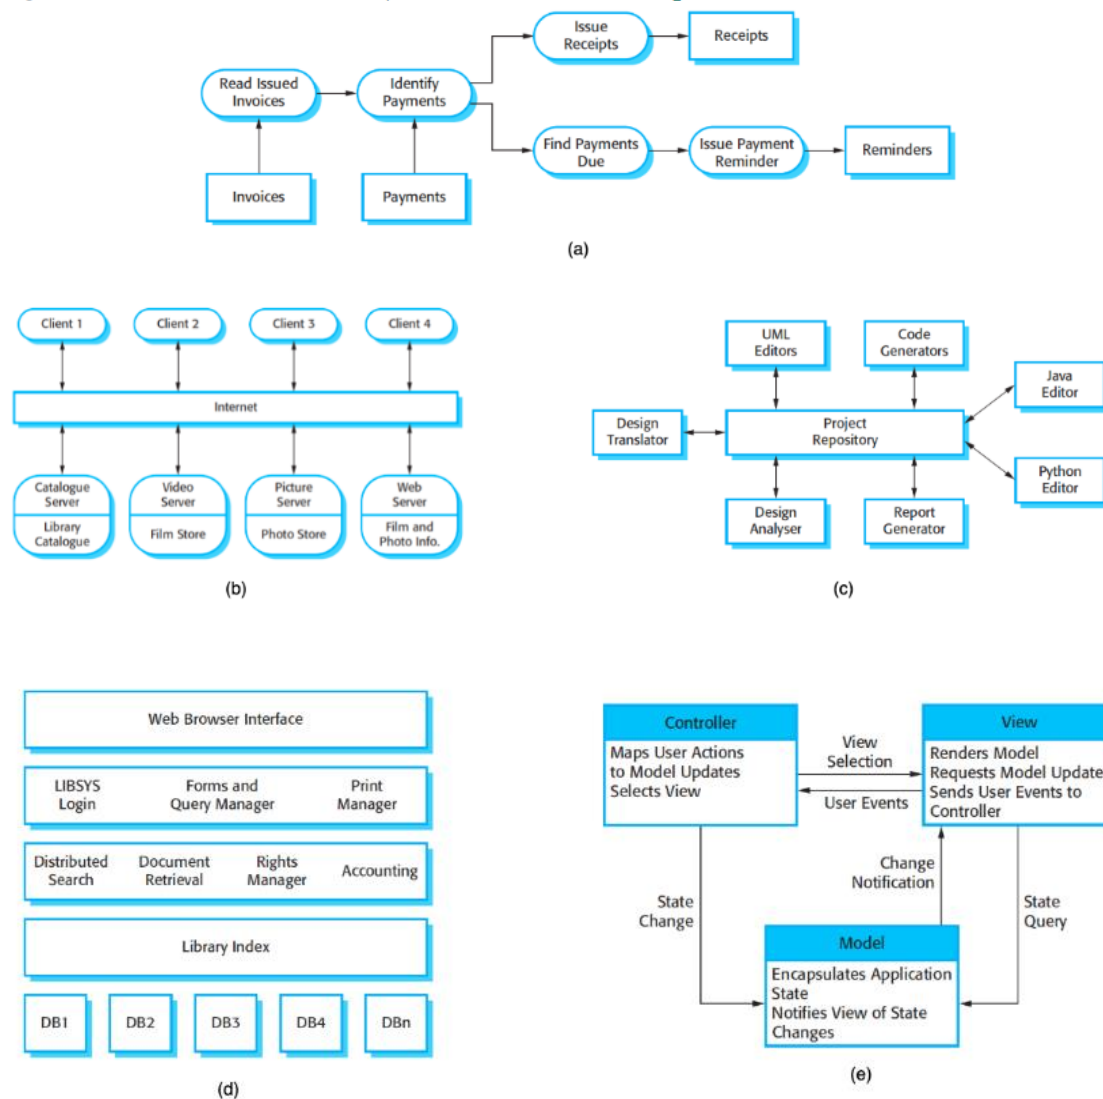 Issue
Receipts
Receipts
Read Issued
Invoices
Identify
Payments
Find Payments
Due
Issue Payment
Reminder
Reminders
Invoices
Payments
(a)
Client 1
Client 2
Client 3
Client 4
Internet
Catalogue
Server
Library
Catalogue
Video
Server
Film Store
Picture
Server
Photo Store
Web
Server
Film and
Photo Info.
(b)
UML
Editors
Code
Generators
Java
Editor
Design
Translator
Project
Repository
Python
Editor
Design
Analyser
Report
Generator
(c)
Web Browser Interface
LIBSYS
Login
Forms and
Query Manager
Print
Manager
Distributed
Search
Document
Retrieval
Rights
Manager
Accounting
Library Index
DB1
DB2
DB3
DB4
DBn
(d)
Controller
Maps User Actions
to Model Updates
Selects View
View
Selection
User Events
View
Renders Model
Requests Model Update
Sends User Events to
Controller
State
Change
Change
Notification
State
Query
Model
Encapsulates Application
State
Notifies View of State
Changes
(e)